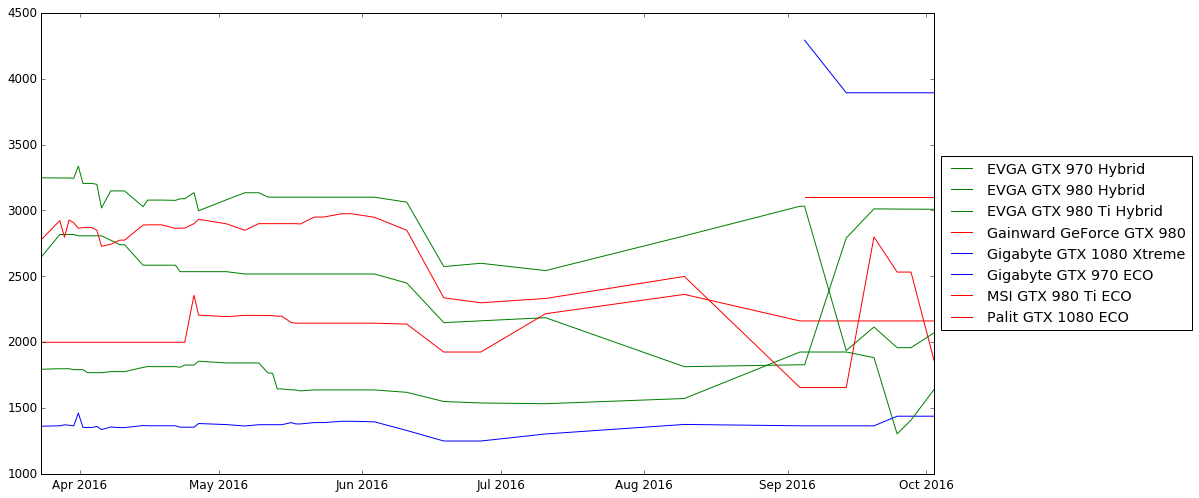 4500
4000
3500
3000
2500
2000
1500
1000
Apr 2016 May 2016 Jun 2016 Jul 2016 Aug 2016 Sep 2016 Oct 2016
EVGA GTX 970 Hybrid
EVGA GTX 980 Hybrid
EVGA GTX 980 Ti Hybrid
Gainward GeForce GTX 980
Gigabyte GTX 1080 Xtreme
Gigabyte GTX 970 ECO
MSI GTX 980 Ti ECO
Palit GTX 1080 ECO